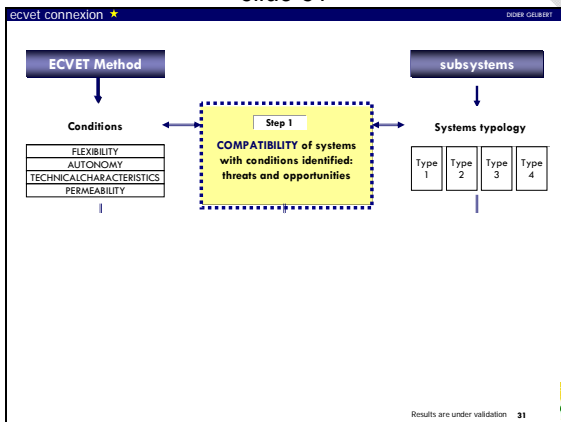 ecvet connexion
DIDIER GELIBERT
ECVET Method
subsystems
Conditions
Step 1
Systems typology
COMPATIBILITY of systems
with conditions identified:
threats and opportunities
FLEXIBILITY
AUTONOMY
TECHNICALCHARACTERISTICS
PERMEABILITY
Type
1
Type
2
Type
3
Type
4
Results are under validation 31